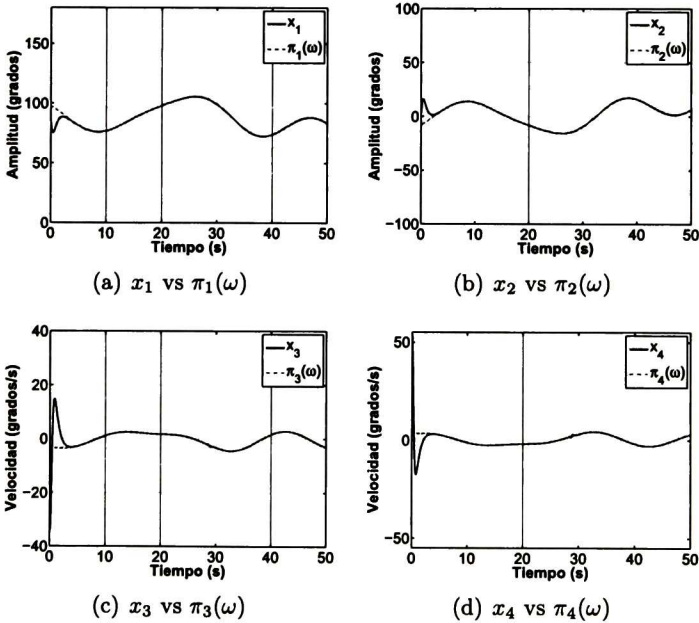 x₁
π₁(ω)
Amplitud (grados)
150
100
50
0
0 10 20 30 40 50
Tiempo (s)
(a) x₁ vs π₁(ω)
x₂
π₂(ω)
Amplitud (grados)
100
50
0
−50
−100
0 10 20 30 40 50
Tiempo (s)
(b) x₂ vs π₂(ω)
x₃
π₃(ω)
Velocidad (grados/s)
40
20
0
−20
−40
0 10 20 30 40 50
Tiempo (s)
(c) x₃ vs π₃(ω)
x₄
π₄(ω)
Velocidad (grados/s)
50
0
−50
0 10 20 30 40 50
Tiempo (s)
(d) x₄ vs π₄(ω)